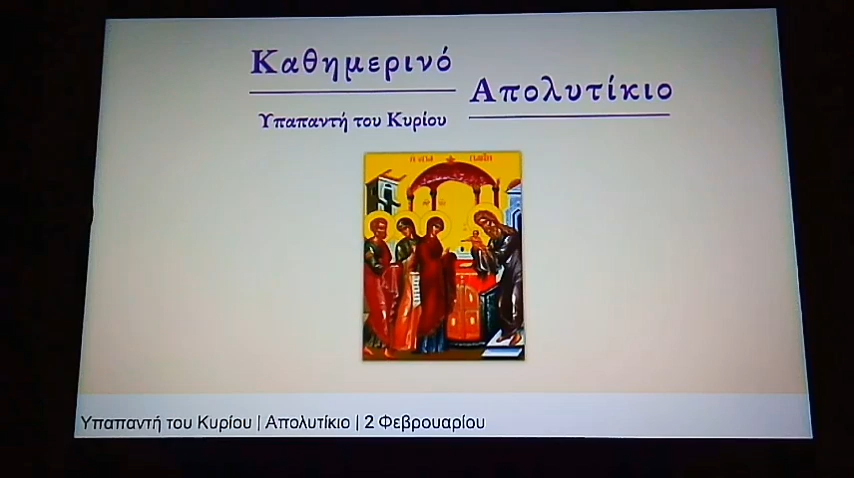 Καθημερινό
Απολυτίκιο
Υπαπαντή του Κυρίου
Υπαπαντή του Κυρίου | Απολυτίκιο | 2 Φεβρουαρίου